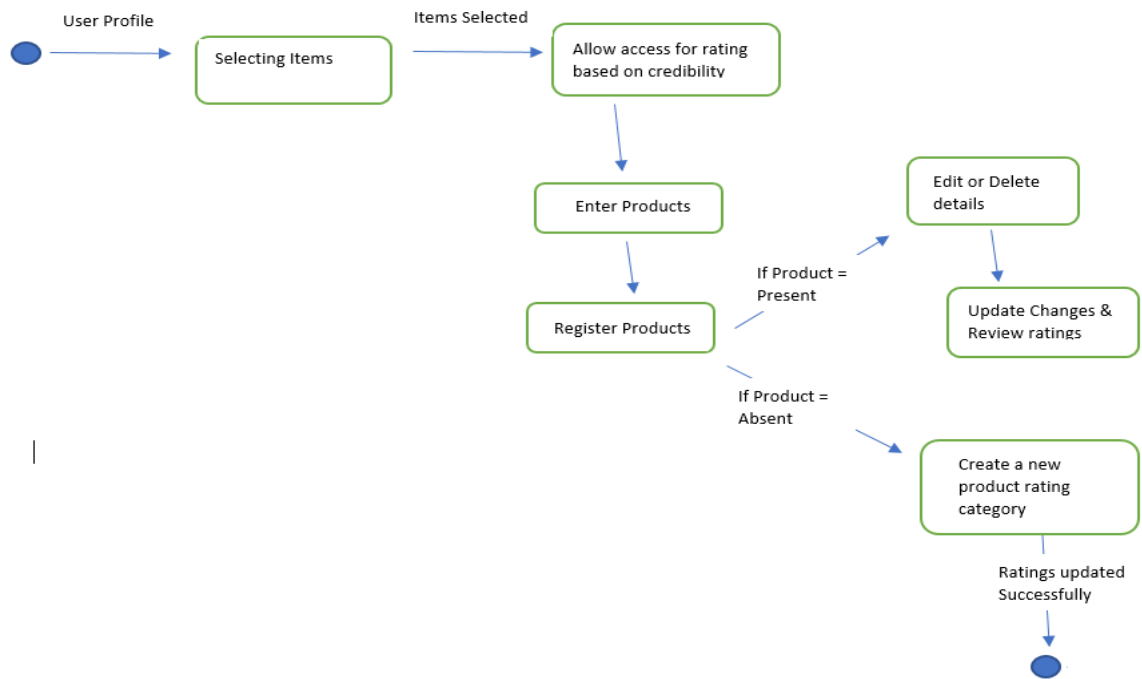 User Profile
Items Selected
Selecting Items
Allow access for rating
based on credibility
Enter Products
Edit or Delete
details
If Product =
Present
Register Products
Update Changes &
Review ratings
If Product =
Absent
Create a new
product rating
category
Ratings updated
Successfully